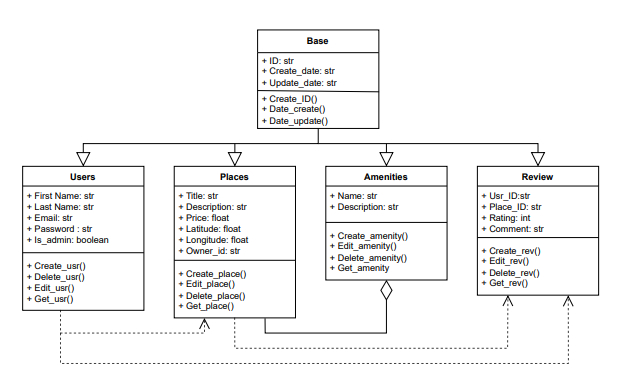 Base
+ ID: str
+ Create_date: str
+ Update_date: str
+ Create_ID()
+ Date_create()
+ Date_update()
Users
+ First Name: str
+ Last Name: str
+ Email: str
+ Password : str
+ Is_admin: boolean
+ Create_usr()
+ Delete_usr()
+ Edit_usr()
+ Get_usr()
Places
+ Title: str
+ Description: str
+ Price: float
+ Latitude: float
+ Longitude: float
+ Owner_id: str
+ Create_place()
+ Edit_place()
+ Delete_place()
+ Get_place()
Amenities
+ Name: str
+ Description: str
+ Create_amenity()
+ Edit_amenity()
+ Delete_amenity()
+ Get_amenity
Review
+ Usr_ID:str
+ Place_ID: str
+ Rating: int
+ Comment: str
+ Create_rev()
+ Edit_rev()
+ Delete_rev()
+ Get_rev()